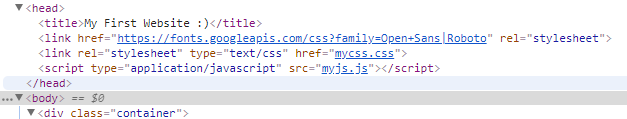 ▼<head>
<title>My First Website :)</title>
<link href="https://fonts.googleapis.com/css?family=Open+Sans|Roboto" rel="stylesheet">
<link rel="stylesheet" type="text/css" href="mycss.css">
<script type="application/javascript" src="myjs.js"></script>
</head>
...▼<body> == $0
▼<div class="container">